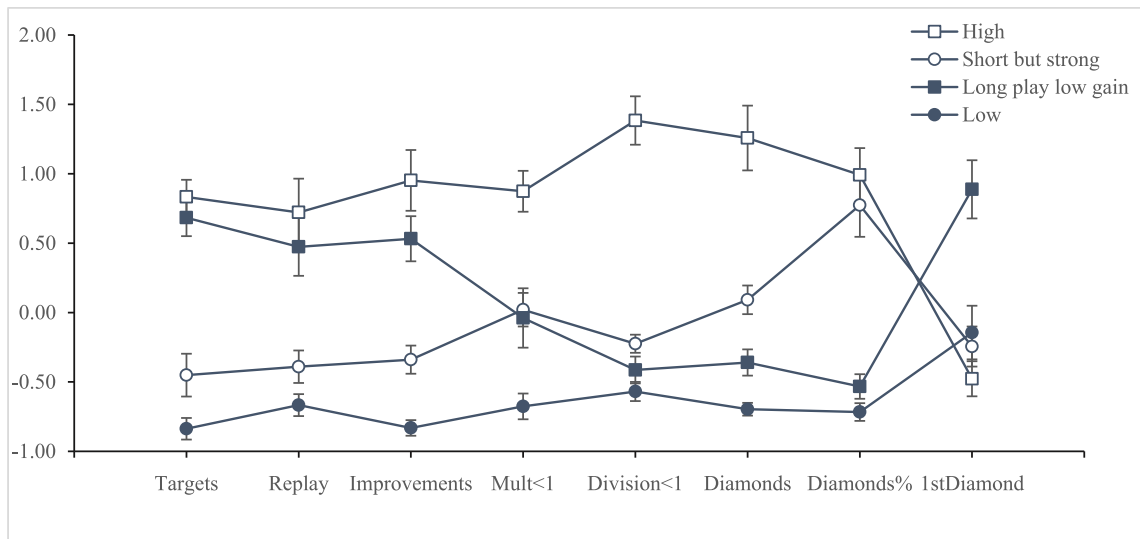 2.00
High
Short but strong
1.50
Long play low gain
Low
1.00
0.50
0.00
-0.50
-1.00
Targets Replay Improvements Mult<1 Division<1 Diamonds Diamonds% 1stDiamond